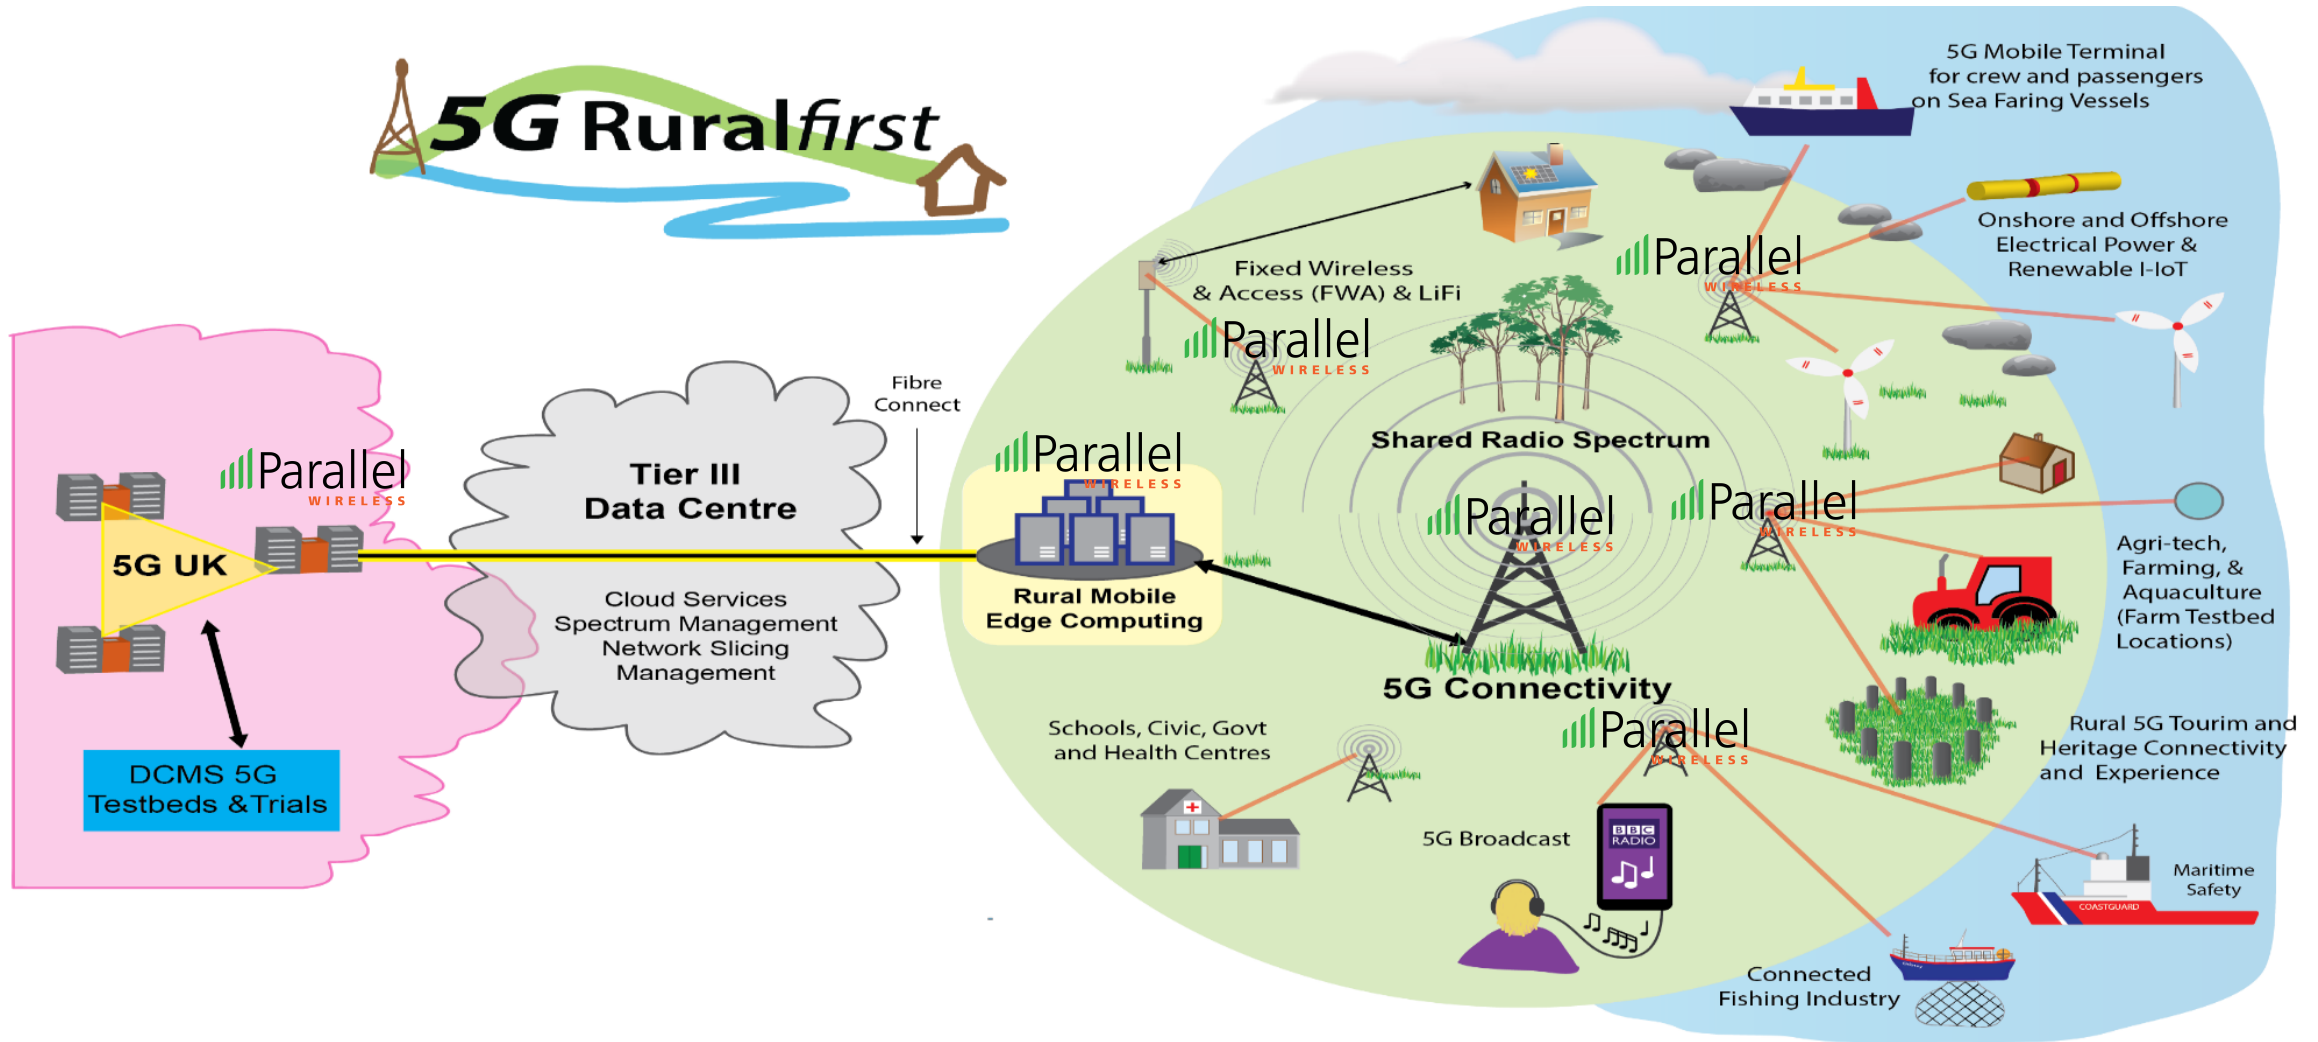 5G Ruralfirst
5G Mobile Terminal
for crew and passengers
on Sea Faring Vessels
Onshore and Offshore
Electrical Power &
Renewable I-IoT
Parallel
WIRELESS
Fixed Wireless
& Access (FWA) & LiFi
Parallel
WIRELESS
Fibre
Connect
Shared Radio Spectrum
Parallel
WIRELESS
Parallel
WIRELESS
Tier III
Data Centre
Cloud Services
Spectrum Management
Network Slicing
Management
5G UK
DCMS 5G
Testbeds &Trials
Rural Mobile
Edge Computing
Parallel
WIRELESS
Parallel
WIRELESS
5G Connectivity
Agri-tech,
Farming, &
Aquaculture
(Farm Testbed
Locations)
Parallel
WIRELESS
Rural 5G Tourim and
Heritage Connectivity
and Experience
Schools, Civic, Govt
and Health Centres
5G Broadcast
BBC
RADIO
Maritime
Safety
COASTGUARD
Connected
Fishing Industry